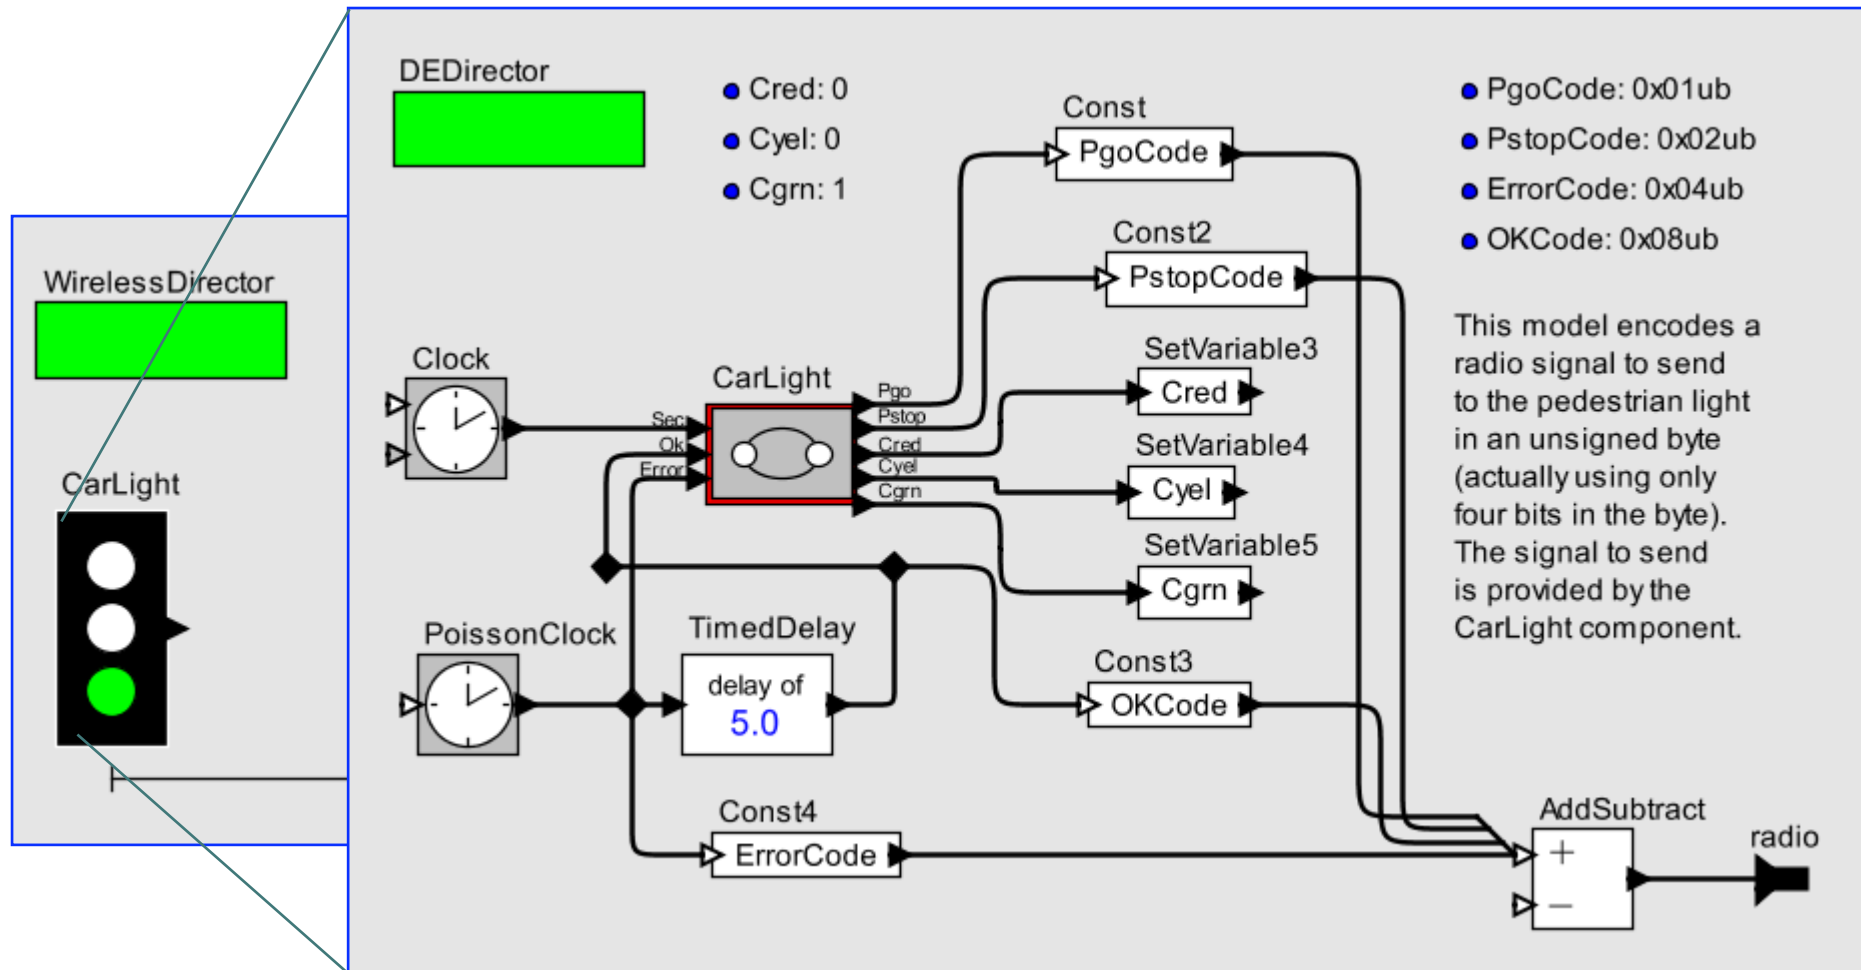 DEDirector
Cred: 0
Cyel: 0
Cgrn: 1
Const
PgoCode
PgoCode: 0x01ub
PstopCode: 0x02ub
ErrorCode: 0x04ub
OKCode: 0x08ub
Const2
PstopCode
WirelessDirector
This model encodes a
radio signal to send
to the pedestrian light
in an unsigned byte
(actually using only
four bits in the byte).
The signal to send
is provided by the
CarLight component.
Clock
CarLight
Sec
Ok
Error
Pgo
Pstop
Cred
Cyel
Cgrn
SetVariable3
Cred
SetVariable4
Cyel
SetVariable5
Cgrn
CarLight
PoissonClock
TimedDelay
delay of
5.0
Const3
OKCode
Const4
ErrorCode
AddSubtract
+
−
radio